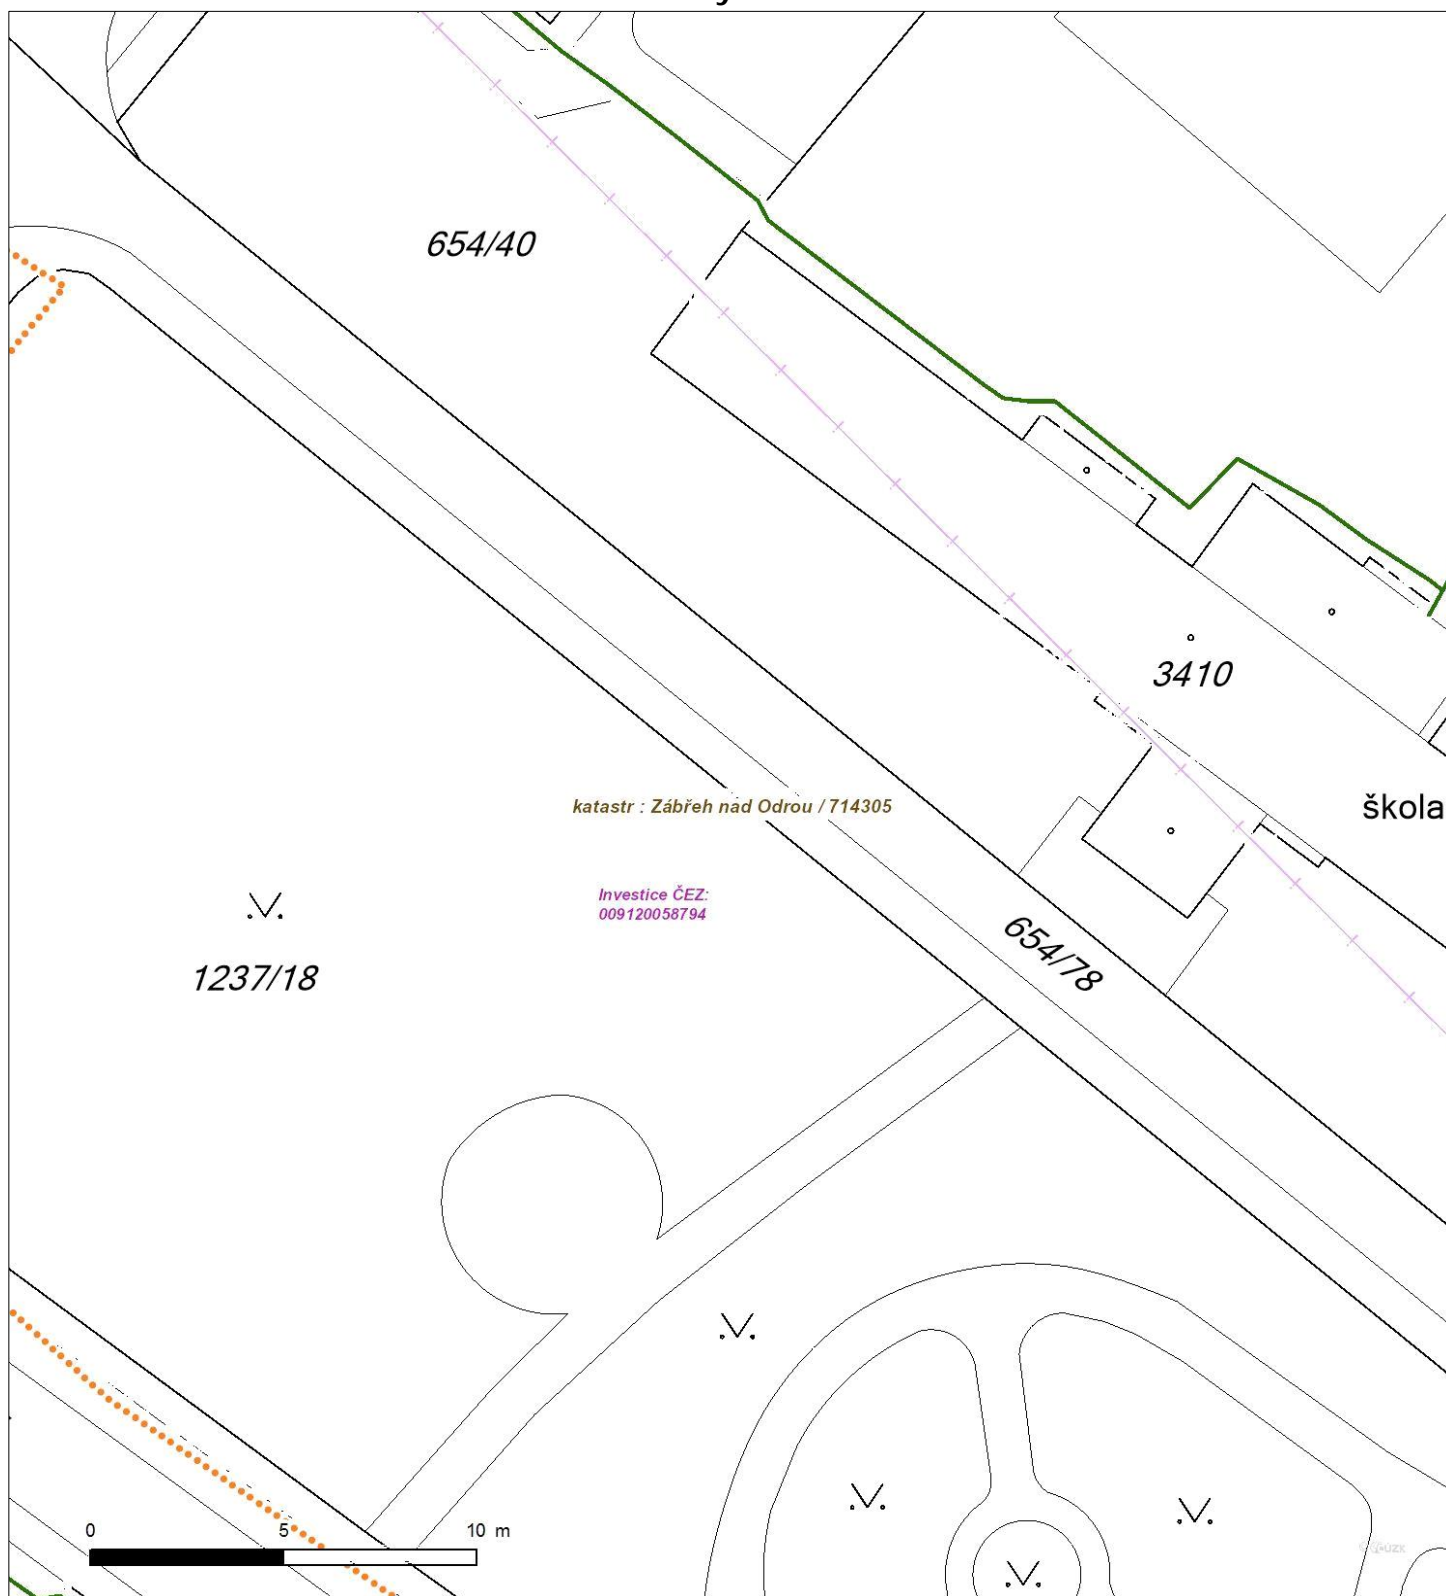 654/40
3410
katastr : Zábřeh nad Odrou / 714305
škola
Investice ČEZ:
009120058794
654/78
1237/18
0 5 10 m